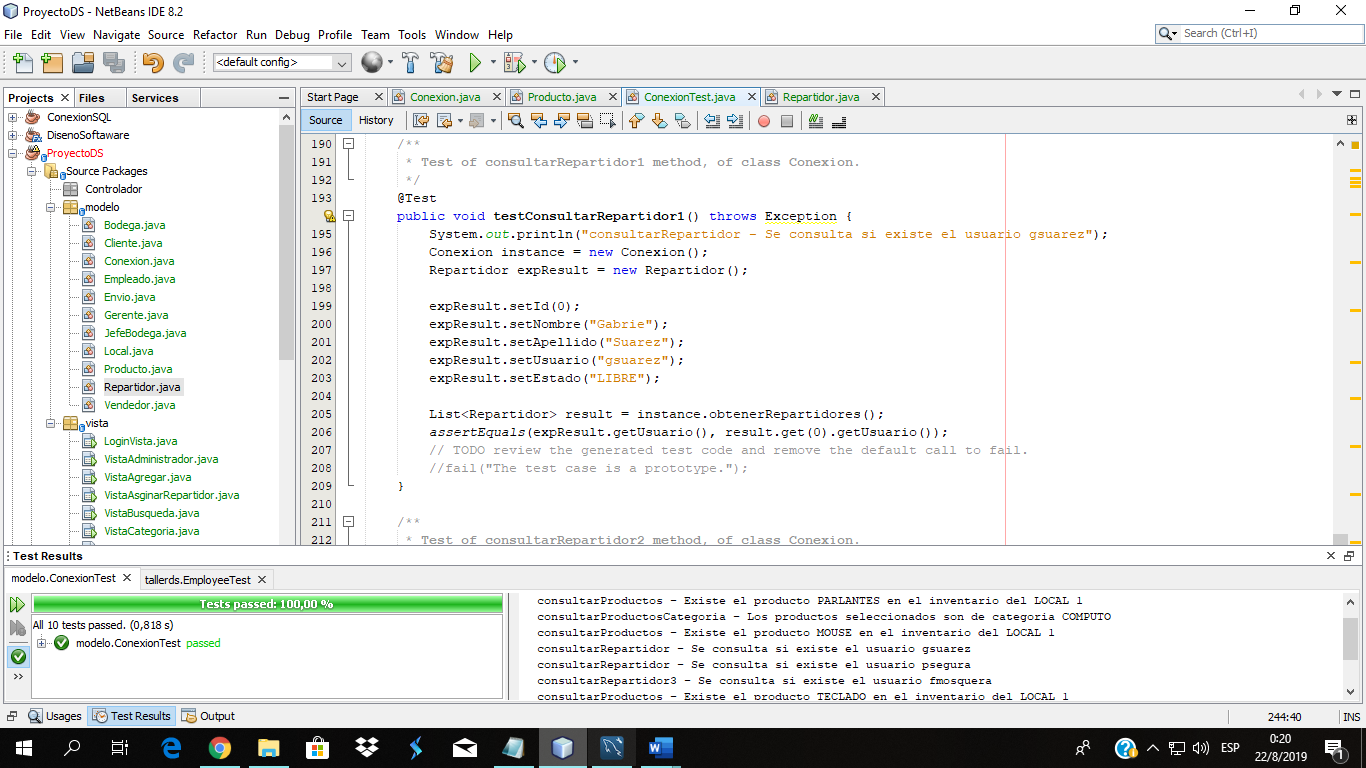 ProyectoDS - NetBeans IDE 8.2
File Edit View Navigate Source Refactor Run Debug Profile Team Tools Window Help
Search (Ctrl+I)
<default config>
Projects Files Services
Start Page Conexion.java Producto.java ConexionTest.java Repartidor.java
Source History
ConexionSQL
DisenoSoftaware
ProyectoDS
Source Packages
Controlador
modelo
Bodega.java
Cliente.java
Conexion.java
Empleado.java
Envio.java
Gerente.java
JefeBodega.java
Local.java
Producto.java
Repartidor.java
Vendedor.java
vista
LoginVista.java
VistaAdministrador.java
VistaAgregar.java
VistaAsginarRepartidor.java
VistaBusqueda.java
VistaCategoria.java
190 /**
191 * Test of consultarRepartidor1 method, of class Conexion.
192 */
193 @Test
public void testConsultarRepartidor1() throws Exception {
195 System.out.println("consultarRepartidor - Se consulta si existe el usuario gsuarez");
196 Conexion instance = new Conexion();
197 Repartidor expResult = new Repartidor();
198
199 expResult.setId(0);
200 expResult.setNombre("Gabrie");
201 expResult.setApellido("Suarez");
202 expResult.setUsuario("gsuarez");
203 expResult.setEstado("LIBRE");
204
205 List<Repartidor> result = instance.obtenerRepartidores();
206 assertEquals(expResult.getUsuario(), result.get(0).getUsuario());
207 // TODO review the generated test code and remove the default call to fail.
208 //fail("The test case is a prototype.");
209 }
210
211 /**
212 * Test of consultarRepartidor2 method, of class Conexion.
Test Results
modelo.ConexionTest tallerds.EmployeeTest
Tests passed: 100,00 %
All 10 tests passed. (0,818 s)
modelo.ConexionTest passed
consultarProductos - Existe el producto PARLANTES en el inventario del LOCAL 1
consultarProductosCategoria - Los productos seleccionados son de categoria COMPUTO
consultarProductos - Existe el producto MOUSE en el inventario del LOCAL 1
consultarRepartidor - Se consulta si existe el usuario gsuarez
consultarRepartidor - Se consulta si existe el usuario psegura
consultarRepartidor3 - Se consulta si existe el usuario fmosquera
consultarProductos - Existe el producto TECLADO en el inventario del LOCAL 1
Usages Test Results Output
244:40 INS
ESP
0:20
22/8/2019
1